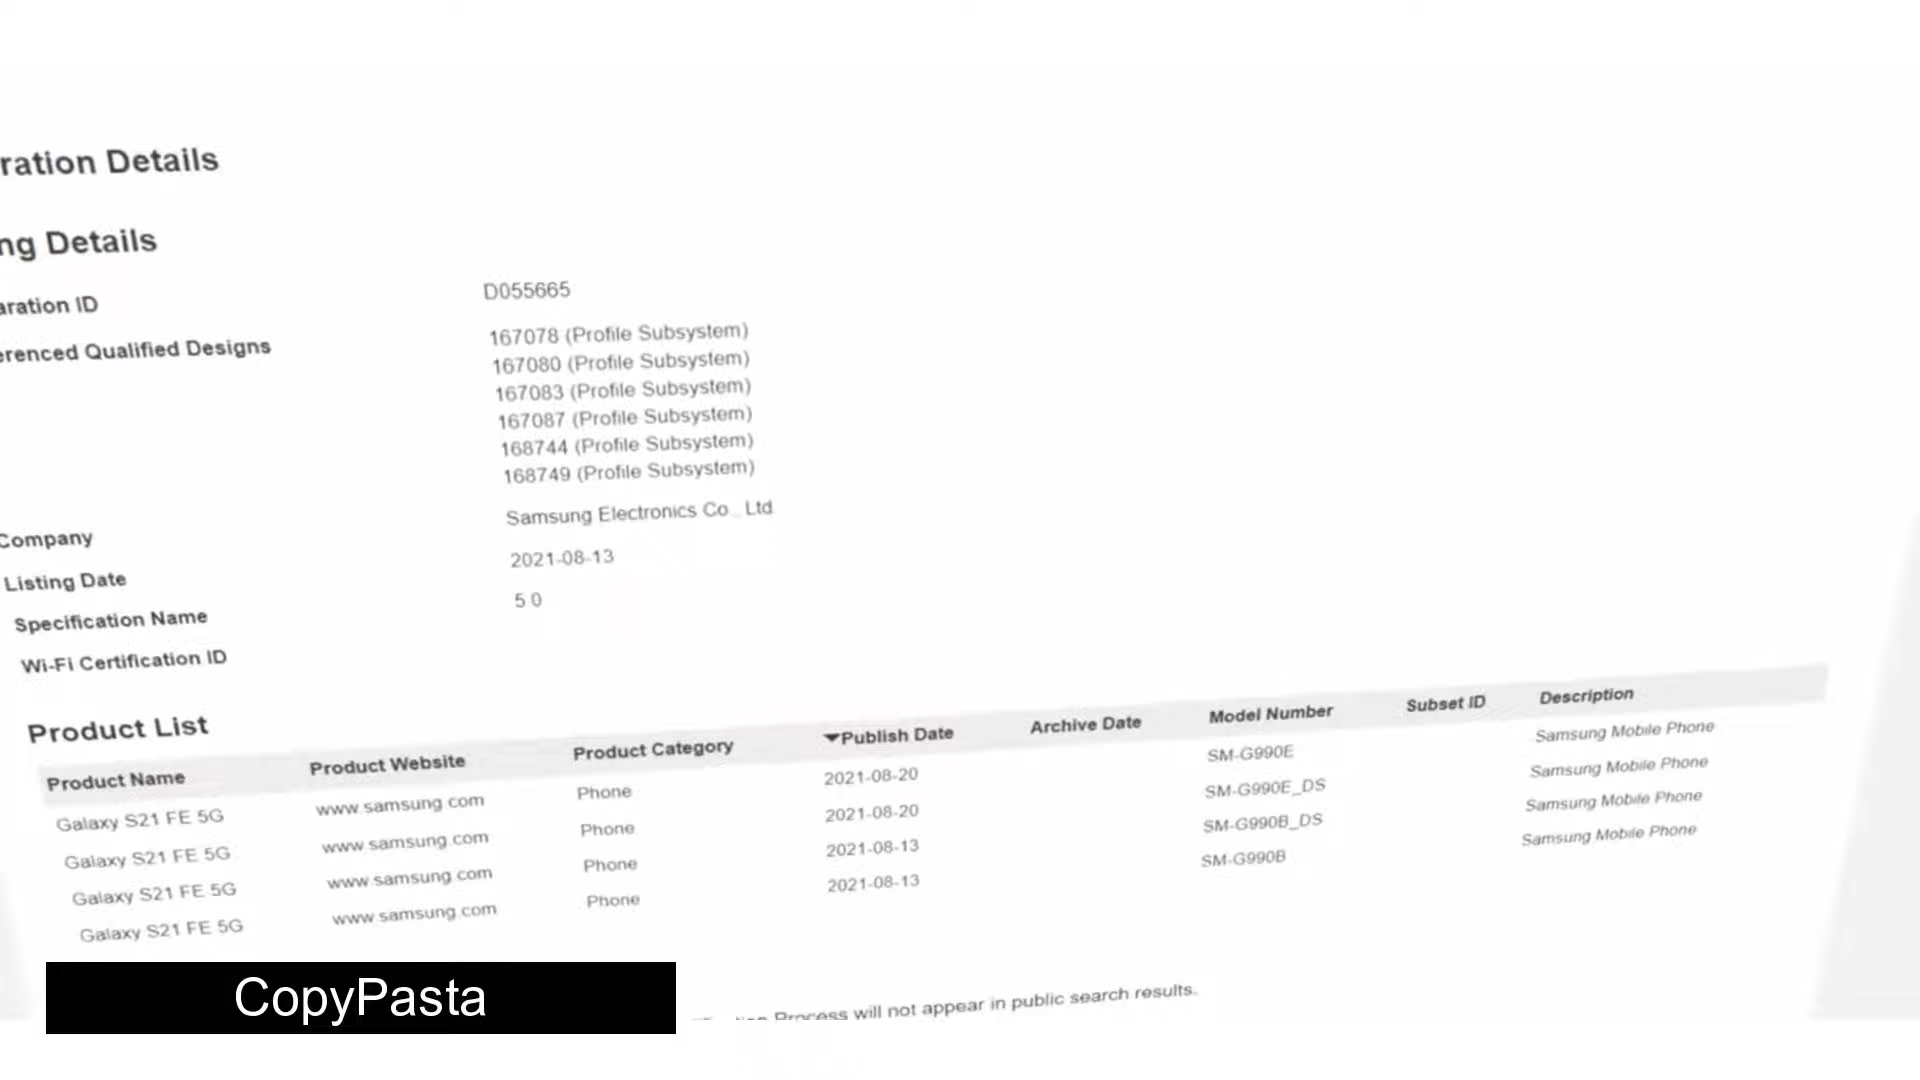 ration Details
ng Details
aration ID D055665
erenced Qualified Designs 167078 (Profile Subsystem)
167080 (Profile Subsystem)
167083 (Profile Subsystem)
167087 (Profile Subsystem)
168744 (Profile Subsystem)
168749 (Profile Subsystem)
Company Samsung Electronics Co., Ltd
Listing Date 2021-08-13
Specification Name 5.0
Wi-Fi Certification ID
Product List
Product Name Product Website Product Category Publish Date Archive Date Model Number Subset ID Description
Galaxy S21 FE 5G www.samsung.com Phone 2021-08-20 SM-G990E Samsung Mobile Phone
Galaxy S21 FE 5G www.samsung.com Phone 2021-08-20 SM-G990E_DS Samsung Mobile Phone
Galaxy S21 FE 5G www.samsung.com Phone 2021-08-13 SM-G990B_DS Samsung Mobile Phone
Galaxy S21 FE 5G www.samsung.com Phone 2021-08-13 SM-G990B Samsung Mobile Phone
Process will not appear in public search results.
CopyPasta